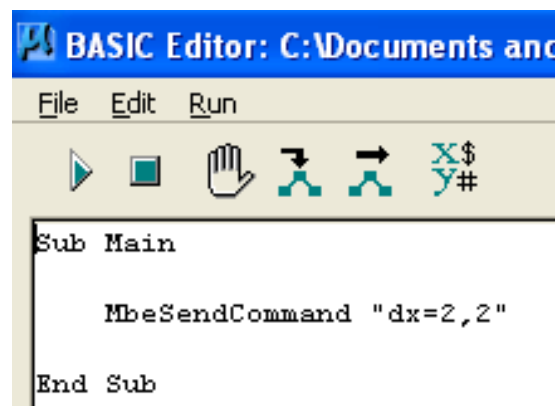 BASIC Editor: C:\Documents and
File Edit Run
X$
y#
Sub Main
MbeSendCommand "dx=2,2"
End Sub